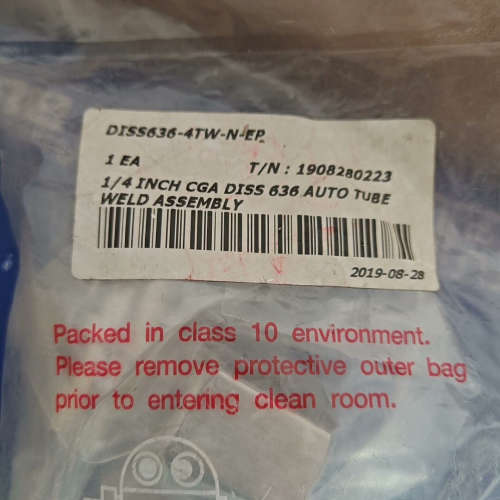 DISS636-4TW-N-EP
1 EA T/N : 1908280223
1/4 INCH CGA DISS 636 AUTO TUBE
WELD ASSEMBLY
2019-08-28
Packed in class 10 environment.
Please remove protective outer bag
prior to entering clean room.